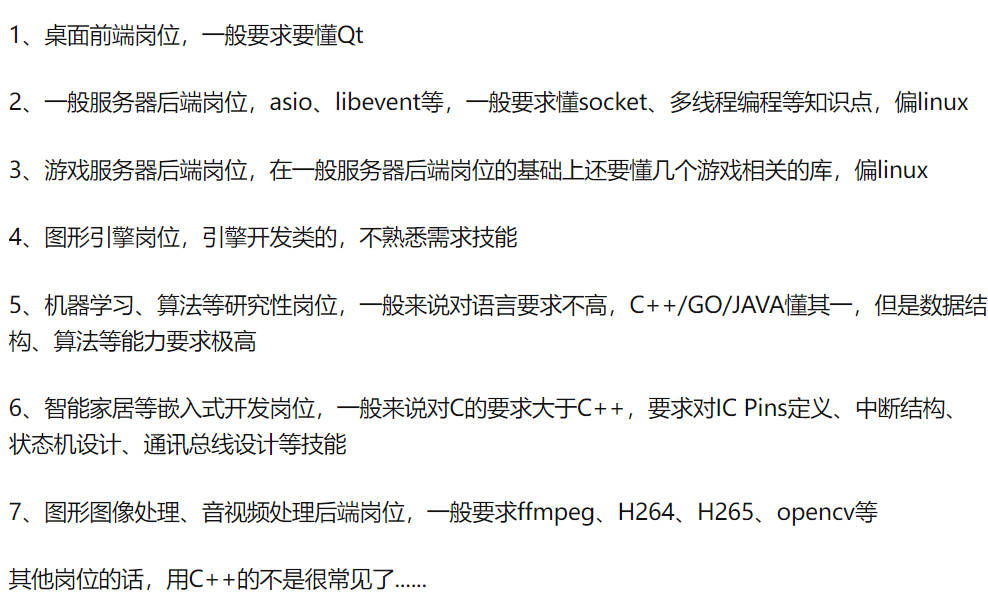 1、桌面前端岗位，一般要求要懂Qt
2、一般服务器后端岗位，asio、libevent等，一般要求懂socket、多线程编程等知识点，偏linux
3、游戏服务器后端岗位，在一般服务器后端岗位的基础上还要懂几个游戏相关的库，偏linux
4、图形引擎岗位，引擎开发类的，不熟悉需求技能
5、机器学习、算法等研究性岗位，一般来说对语言要求不高，C++/GO/JAVA懂其一，但是数据结
构、算法等能力要求极高
6、智能家居等嵌入式开发岗位，一般来说对C的要求大于C++，要求对IC Pins定义、中断结构、
状态机设计、通讯总线设计等技能
7、图形图像处理、音视频处理后端岗位，一般要求ffmpeg、H264、H265、opencv等
其他岗位的话，用C++的不是很常见了......